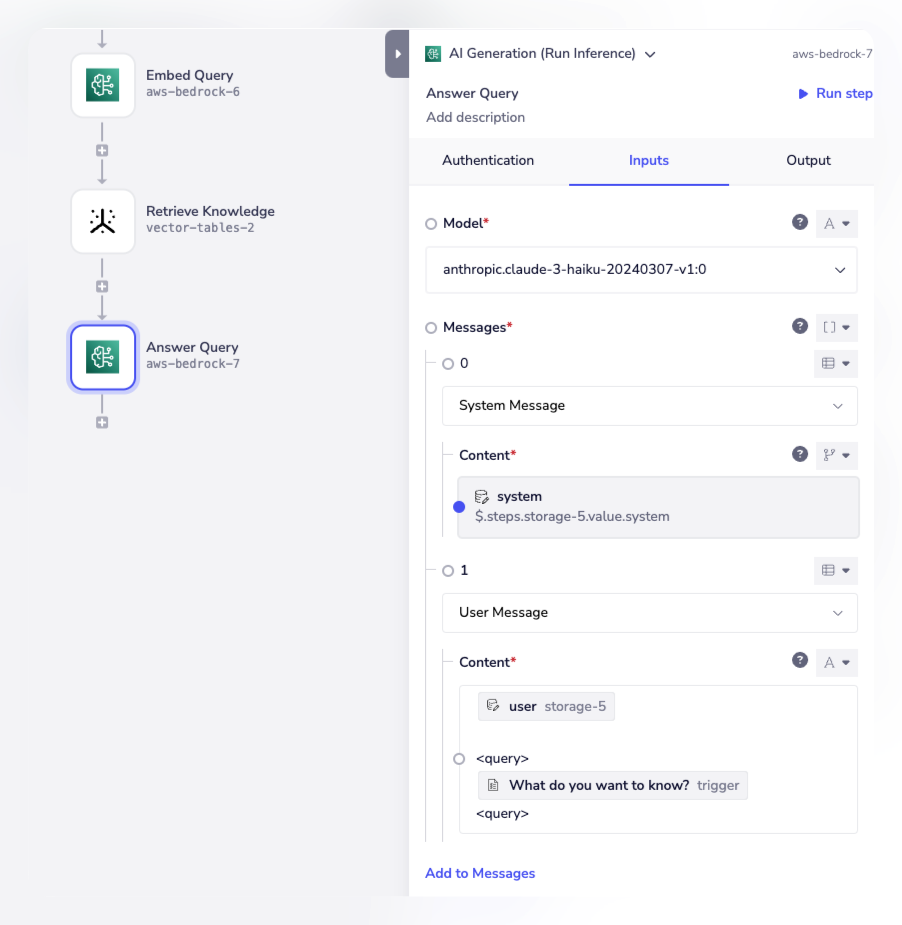 Embed Query
aws-bedrock-6
Retrieve Knowledge
vector-tables-2
Answer Query
aws-bedrock-7
AI Generation (Run Inference)
aws-bedrock-7
Answer Query
Run step
Add description
Authentication
Inputs
Output
Model*
? A
anthropic.claude-3-haiku-20240307-v1:0
Messages*
? []
0
System Message
Content*
?
system
$.steps.storage-5.value.system
1
User Message
Content*
? A
user storage-5
<query>
What do you want to know? trigger
<query>
Add to Messages